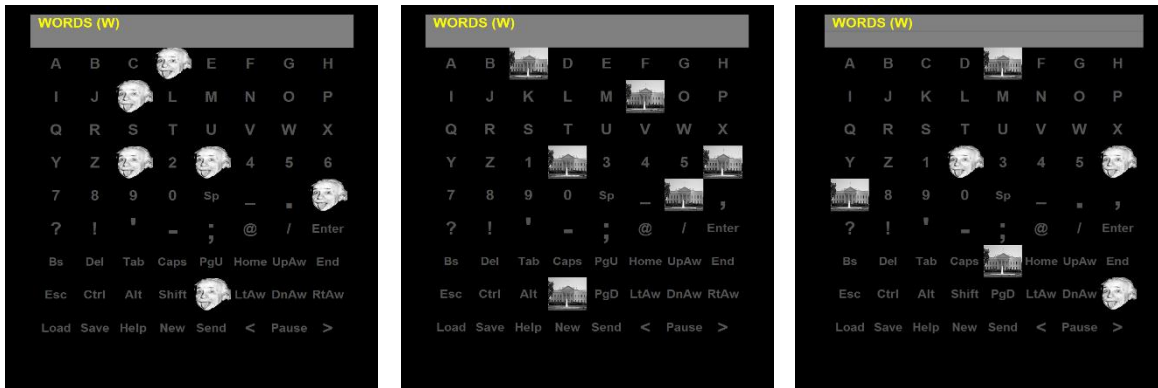 WORDS (W)
A B C E F G H
I J L M N O P
Q R S T U V W X
Y Z 2 4 5 6
7 8 9 0 Sp _ .
? ! ' - ; @ / Enter
Bs Del Tab Caps PgU Home UpAw End
Esc Ctrl Alt Shift LtAw DnAw RtAw
Load Save Help New Send < Pause >
WORDS (W)
A B D E F G H
I J K L M O P
Q R S T U V W X
Y Z 1 3 4 5
7 8 9 0 Sp _ ,
? ! ' - ; @ / Enter
Bs Del Tab Caps PgU Home UpAw End
Esc Ctrl Alt PgD LtAw DnAw RtAw
Load Save Help New Send < Pause >
WORDS (W)
A B C D F G H
I J K L M N O P
Q R S T U V W X
Y Z 1 3 4 5
8 9 0 Sp _ . ,
? ! ' - ; @ / Enter
Bs Del Tab Caps Home UpAw End
Esc Ctrl Alt Shift PgD LtAw DnAw
Load Save Help New Send < Pause >